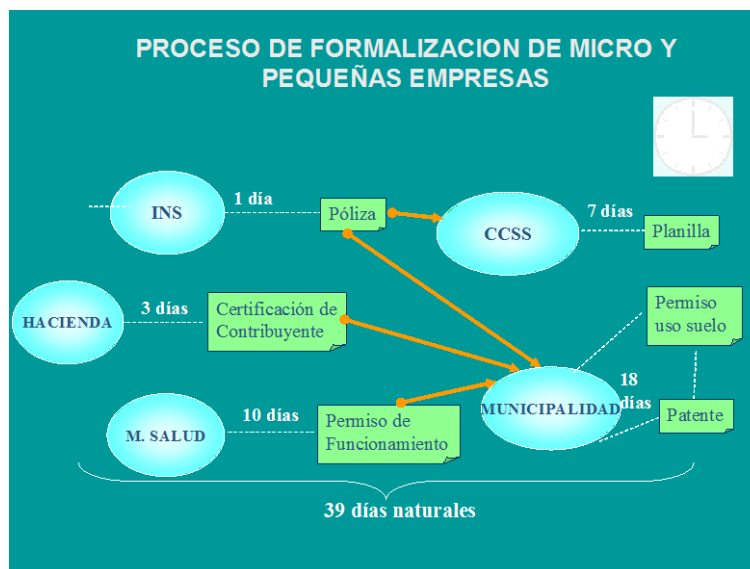 PROCESO DE FORMALIZACION DE MICRO Y
PEQUEÑAS EMPRESAS
INS
1 día
Póliza
CCSS
7 días
Planilla
HACIENDA
3 días
Certificación de
Contribuyente
Permiso
uso suelo
M. SALUD
10 días
Permiso de
Funcionamiento
MUNICIPALIDAD
18
días
Patente
39 días naturales